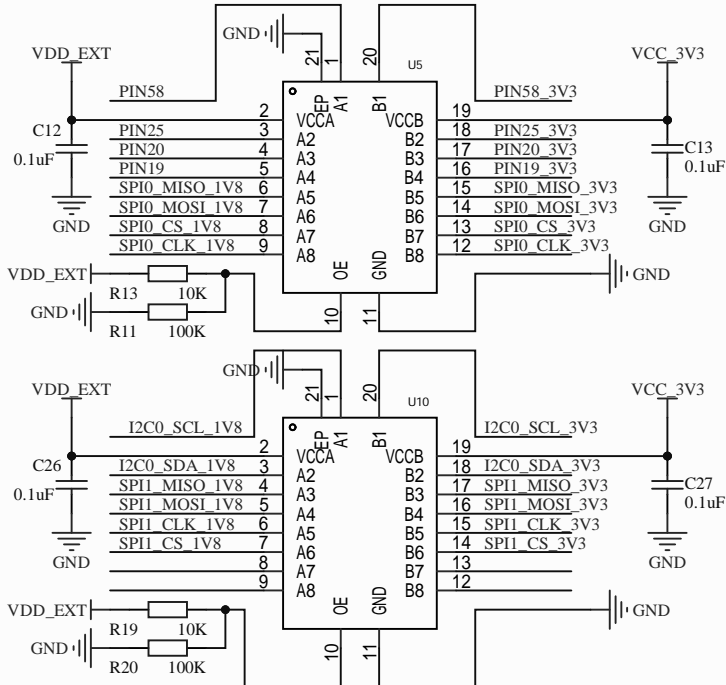 GND 21 1 20 U5
VDD_EXT VCC_3V3
PIN58 EP A1 B1 PIN58_3V3
2 VCCA VCCB 19
C12 PIN25 3 A2 B2 18 PIN25_3V3 C13
0.1uF PIN20 4 A3 B3 17 PIN20_3V3 0.1uF
PIN19 5 A4 B4 16 PIN19_3V3
SPI0_MISO_1V8 6 A5 B5 15 SPI0_MISO_3V3
GND SPI0_MOSI_1V8 7 A6 B6 14 SPI0_MOSI_3V3 GND
SPI0_CS_1V8 8 A7 B7 13 SPI0_CS_3V3
SPI0_CLK_1V8 9 A8 B8 12 SPI0_CLK_3V3
VDD_EXT OE GND GND
R13 10K
GND 10 11
R11 100K
GND 21 1 20 U10
VDD_EXT VCC_3V3
I2C0_SCL_1V8 EP A1 B1 I2C0_SCL_3V3
2 VCCA VCCB 19
C26 I2C0_SDA_1V8 3 A2 B2 18 I2C0_SDA_3V3 C27
0.1uF SPI1_MISO_1V8 4 A3 B3 17 SPI1_MISO_3V3 0.1uF
SPI1_MOSI_1V8 5 A4 B4 16 SPI1_MOSI_3V3
SPI1_CLK_1V8 6 A5 B5 15 SPI1_CLK_3V3
GND SPI1_CS_1V8 7 A6 B6 14 SPI1_CS_3V3 GND
8 A7 B7 13
9 A8 B8 12
VDD_EXT OE GND GND
R19 10K
GND 10 11
R20 100K